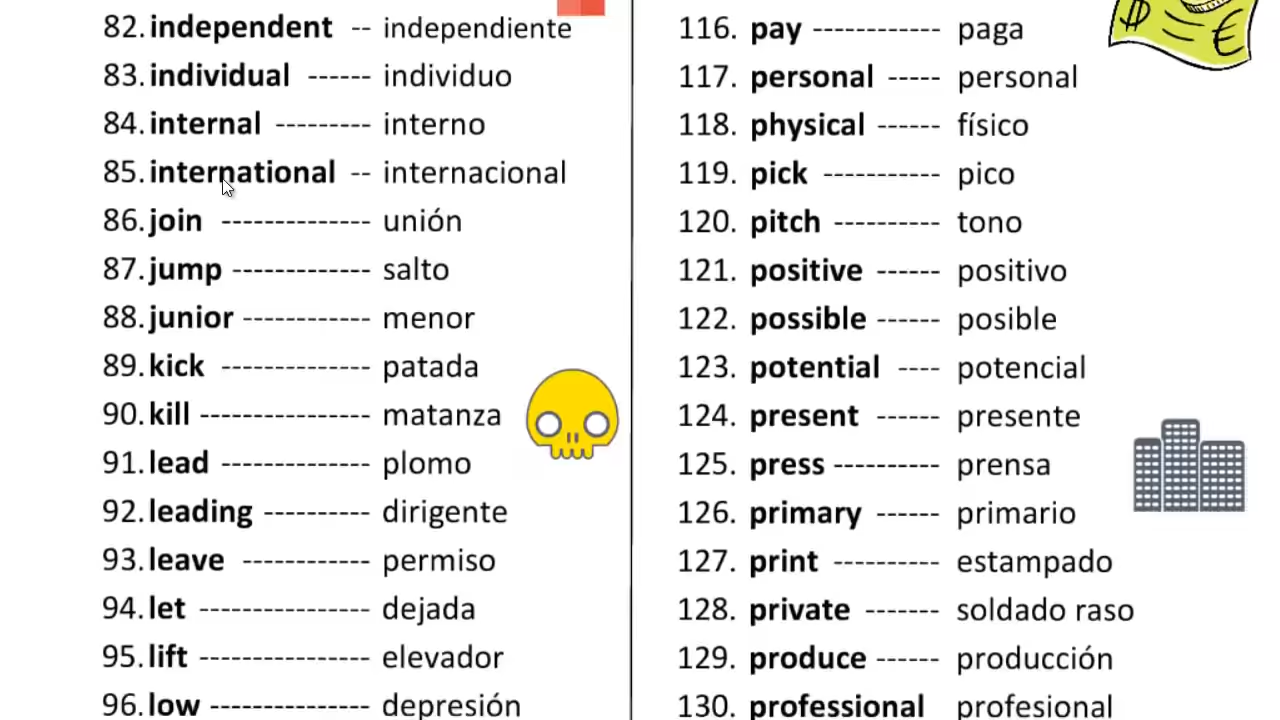 82. independent -- independiente
83. individual ------ individuo
84. internal --------- interno
85. international -- internacional
86. join -------------- unión
87. jump ------------- salto
88. junior ------------ menor
89. kick -------------- patada
90. kill ---------------- matanza
91. lead -------------- plomo
92. leading ---------- dirigente
93. leave ------------ permiso
94. let ---------------- dejada
95. lift ---------------- elevador
96. low ------------------ depresión
116. pay ------------ paga
117. personal ----- personal
118. physical ------ físico
119. pick ----------- pico
120. pitch ---------- tono
121. positive ------ positivo
122. possible ------ posible
123. potential ---- potencial
124. present ------ presente
125. press ---------- prensa
126. primary ------ primario
127. print ---------- estampado
128. private ------- soldado raso
129. produce ------ producción
130. professional profesional
$ €